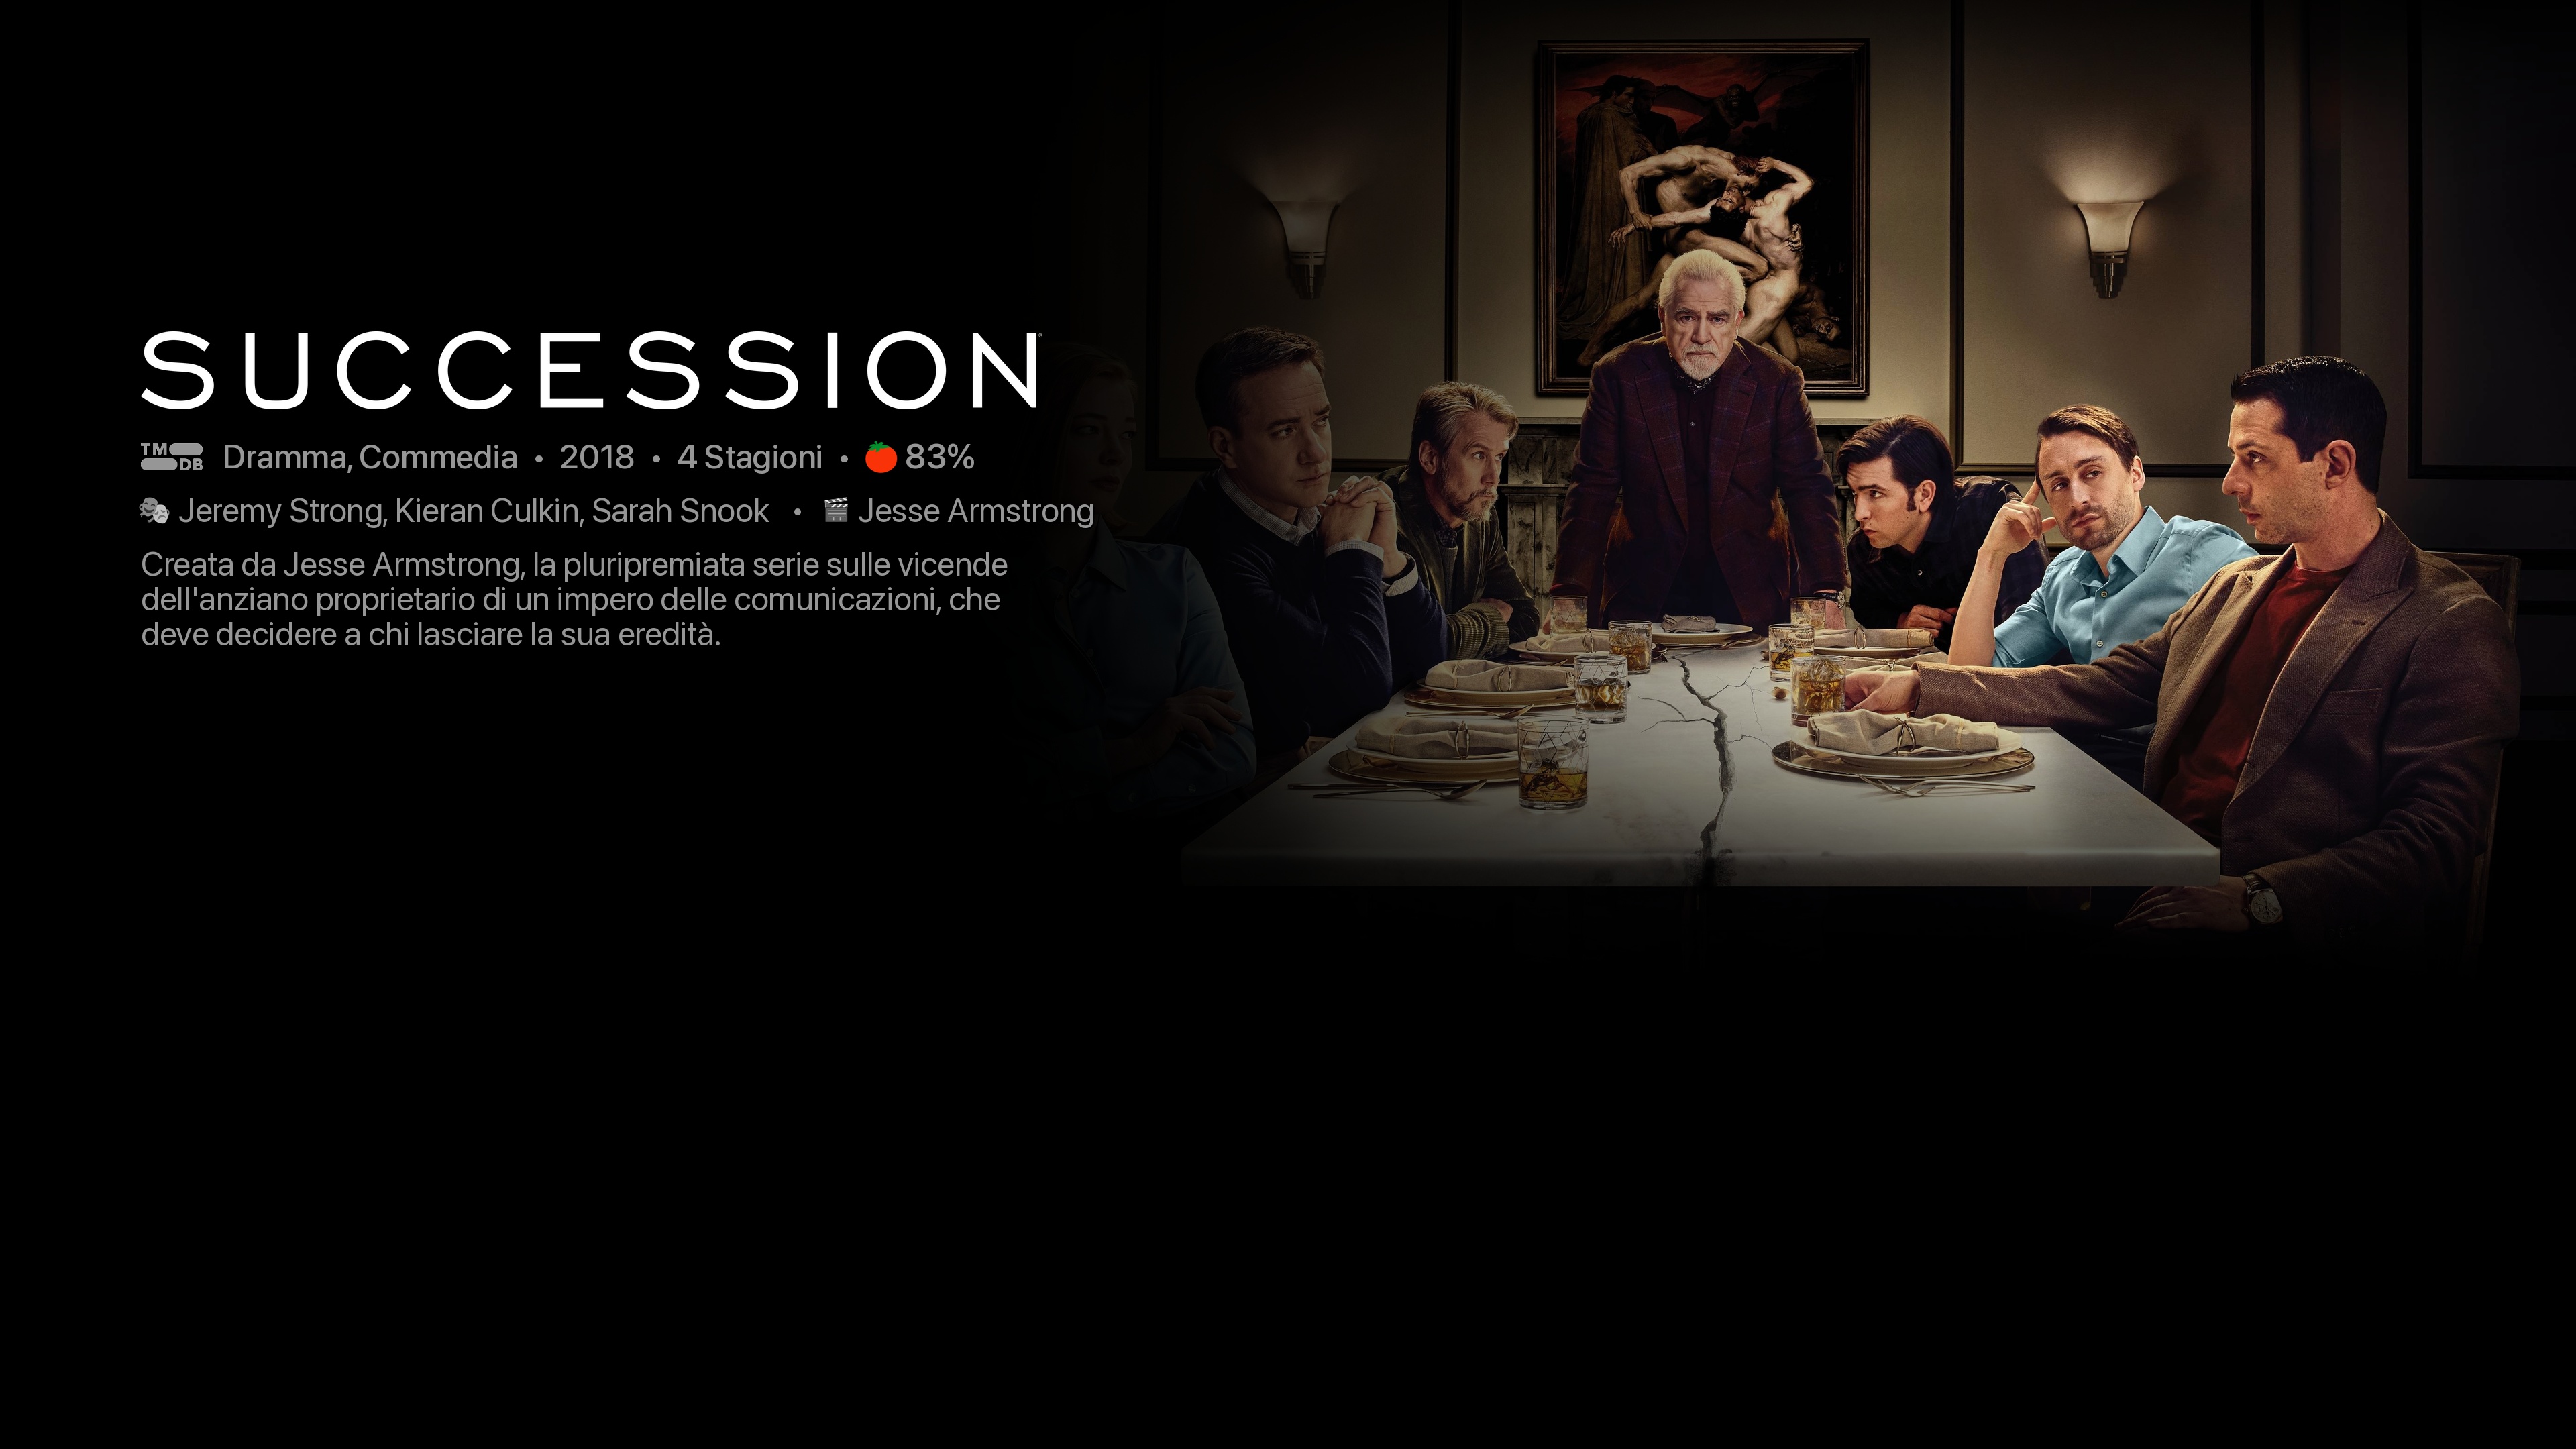 SUCCESSION
TMDB Dramma, Commedia • 2018 • 4 Stagioni • 83%
Jeremy Strong, Kieran Culkin, Sarah Snook • Jesse Armstrong
Creata da Jesse Armstrong, la pluripremiata serie sulle vicende
dell'anziano proprietario di un impero delle comunicazioni, che
deve decidere a chi lasciare la sua eredità.